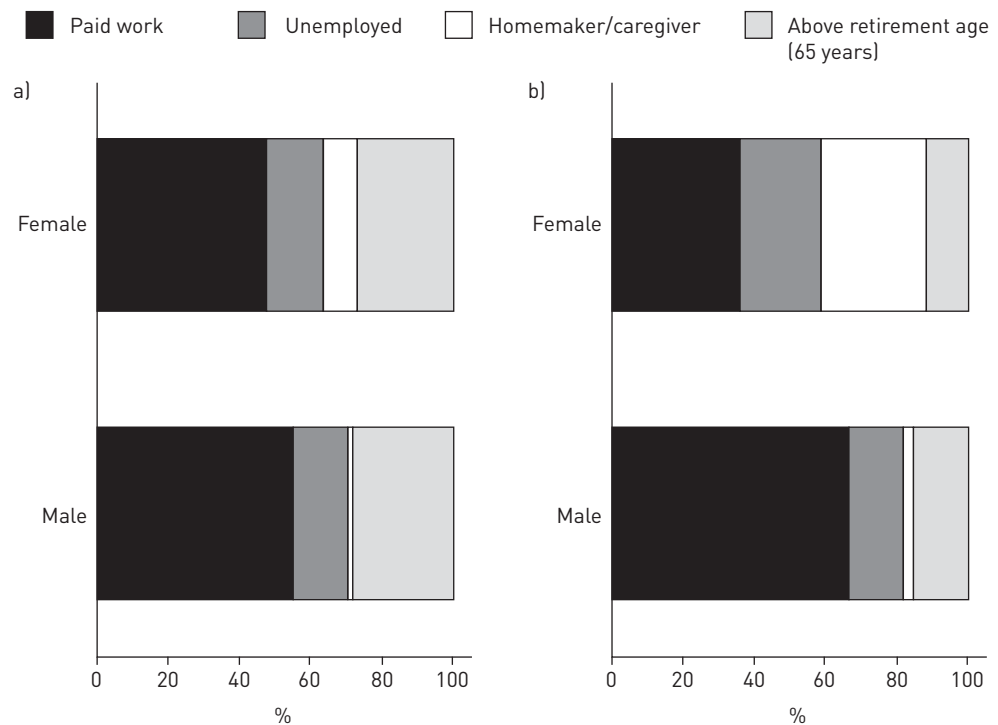 Paid work
Unemployed
Homemaker/caregiver
Above retirement age
(65 years)
a)
Female
Male
0 20 40 60 80 100
%
b)
Female
Male
0 20 40 60 80 100
%